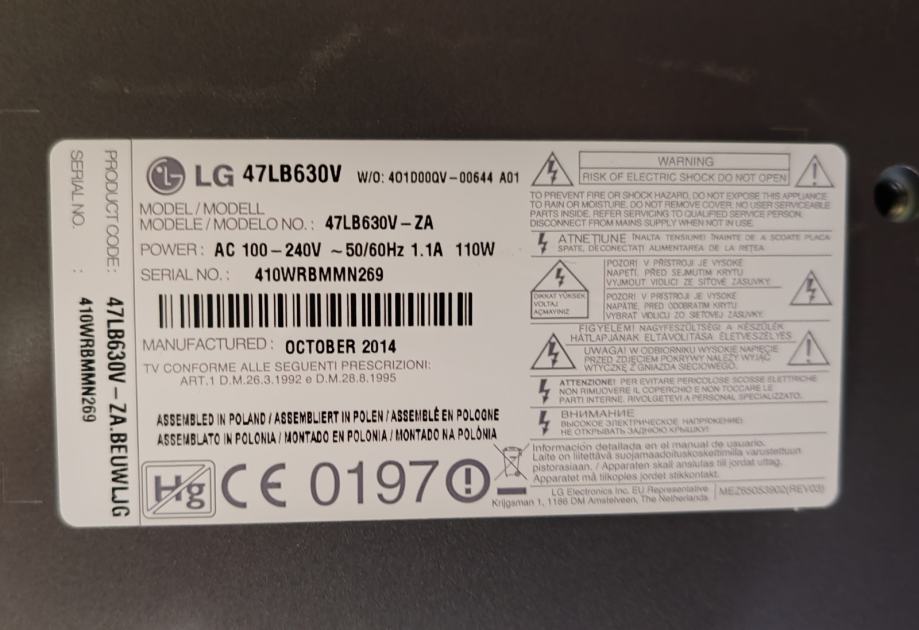 PRODUCT CODE: 47LB630V-ZA.BEUWLJG
SERIAL NO. : 410WRBMMN269
LG 47LB630V W/O: 401D00QV-00644 A01
MODEL / MODELL
MODELE / MODELO NO. : 47LB630V-ZA
POWER: AC 100-240V ~50/60Hz 1.1A 110W
SERIAL NO. : 410WRBMMN269
MANUFACTURED : OCTOBER 2014
TV CONFORME ALLE SEGUENTI PRESCRIZIONI:
ART.1 D.M.26.3.1992 e D.M.28.8.1995
ASSEMBLED IN POLAND / ASSEMBLIERT IN POLEN / ASSEMBLÉ EN POLOGNE
ASSEMBLATO IN POLONIA / MONTADO EN POLONIA / MONTADO NA POLÔNIA
Hg CE 0197
WARNING
RISK OF ELECTRIC SHOCK DO NOT OPEN
TO PREVENT FIRE OR SHOCK HAZARD, DO NOT EXPOSE THIS APPLIANCE
TO RAIN OR MOISTURE, DO NOT REMOVE COVER, NO USER SERVICEABLE
PARTS INSIDE, REFER SERVICING TO QUALIFIED SERVICE PERSON.
DISCONNECT FROM MAINS SUPPLY WHEN NOT IN USE.
ATNEŢIUNE ÎNALTA TENSIUNE! ÎNAINTE DE A SCOATE PLACA
SPATE, DECONECTAŢI ALIMENTAREA DE LA REŢEA
DIKKAT YÜKSEK
VOLTAJ
AÇMAYINIZ
POZOR! V PŘÍSTROJI JE VYSOKÉ
NAPĚTÍ. PŘED SEJMUTÍM KRYTU
VYJMOUT VIDLICI ZE SÍŤOVÉ ZÁSUVKY.
POZOR! V PRÍSTROJI JE VYSOKÉ
NAPÄTIE. PRED ODOBRATÍM KRYTU
VYBRAŤ VIDLICU ZO SIEŤOVEJ ZÁSUVKY.
FIGYELEM! NAGYFESZÜLTSÉG! A KÉSZÜLÉK
HÁTLAPJÁNAK ELTÁVOLÍTÁSA ÉLETVESZÉLYES
UWAGA! W ODBIORNIKU WYSOKIE NAPIĘCIE
PRZED ZDJĘCIEM POKRYWY NALEŻY WYJĄĆ
WTYCZKĘ Z GNIAZDA SIECIOWEGO.
ATTENZIONE! PER EVITARE PERICOLOSE SCOSSE ELETTRICHE
NON RIMUOVERE IL COPERCHIO E NON TOCCARE LE
PARTI INTERNE. RIVOLGETEVI A PERSONAL SPECIALIZZATO.
ВНИМАНИЕ
ВЫСОКОЕ ЭЛЕКТРИЧЕСКОЕ НАПРЯЖЕНИЕ!
НЕ ОТКРЫВАТЬ ЗАДНЮЮ КРЫШКУ!
Información detallada en el manual de usuario.
Laite on liitettävä suojamaadoituskoskettimilla varustettuun
pistorasiaan. / Apparaten skall anslutas till jordat uttag.
Apparatet må tilkoples jordet stikkontakt.
LG Electronics Inc. EU Representative
Krijgsman 1, 1186 DM Amstelveen, The Netherlands
MEZ65053902(REV03)